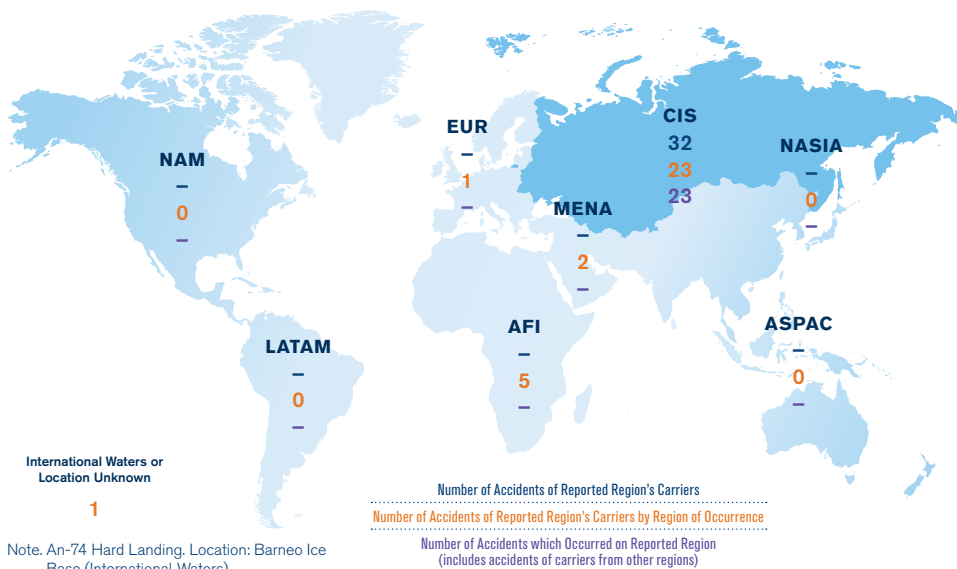 CIS
32
23
23
EUR
–
1
–
NASIA
–
0
–
NAM
–
0
–
MENA
–
2
–
AFI
–
5
–
ASPAC
–
0
–
LATAM
–
0
–
International Waters or
Location Unknown
1
Number of Accidents of Reported Region's Carriers
Number of Accidents of Reported Region's Carriers by Region of Occurrence
Number of Accidents which Occurred on Reported Region
(includes accidents of carriers from other regions)
Note. An-74 Hard Landing. Location: Barneo Ice
Base (International Waters)